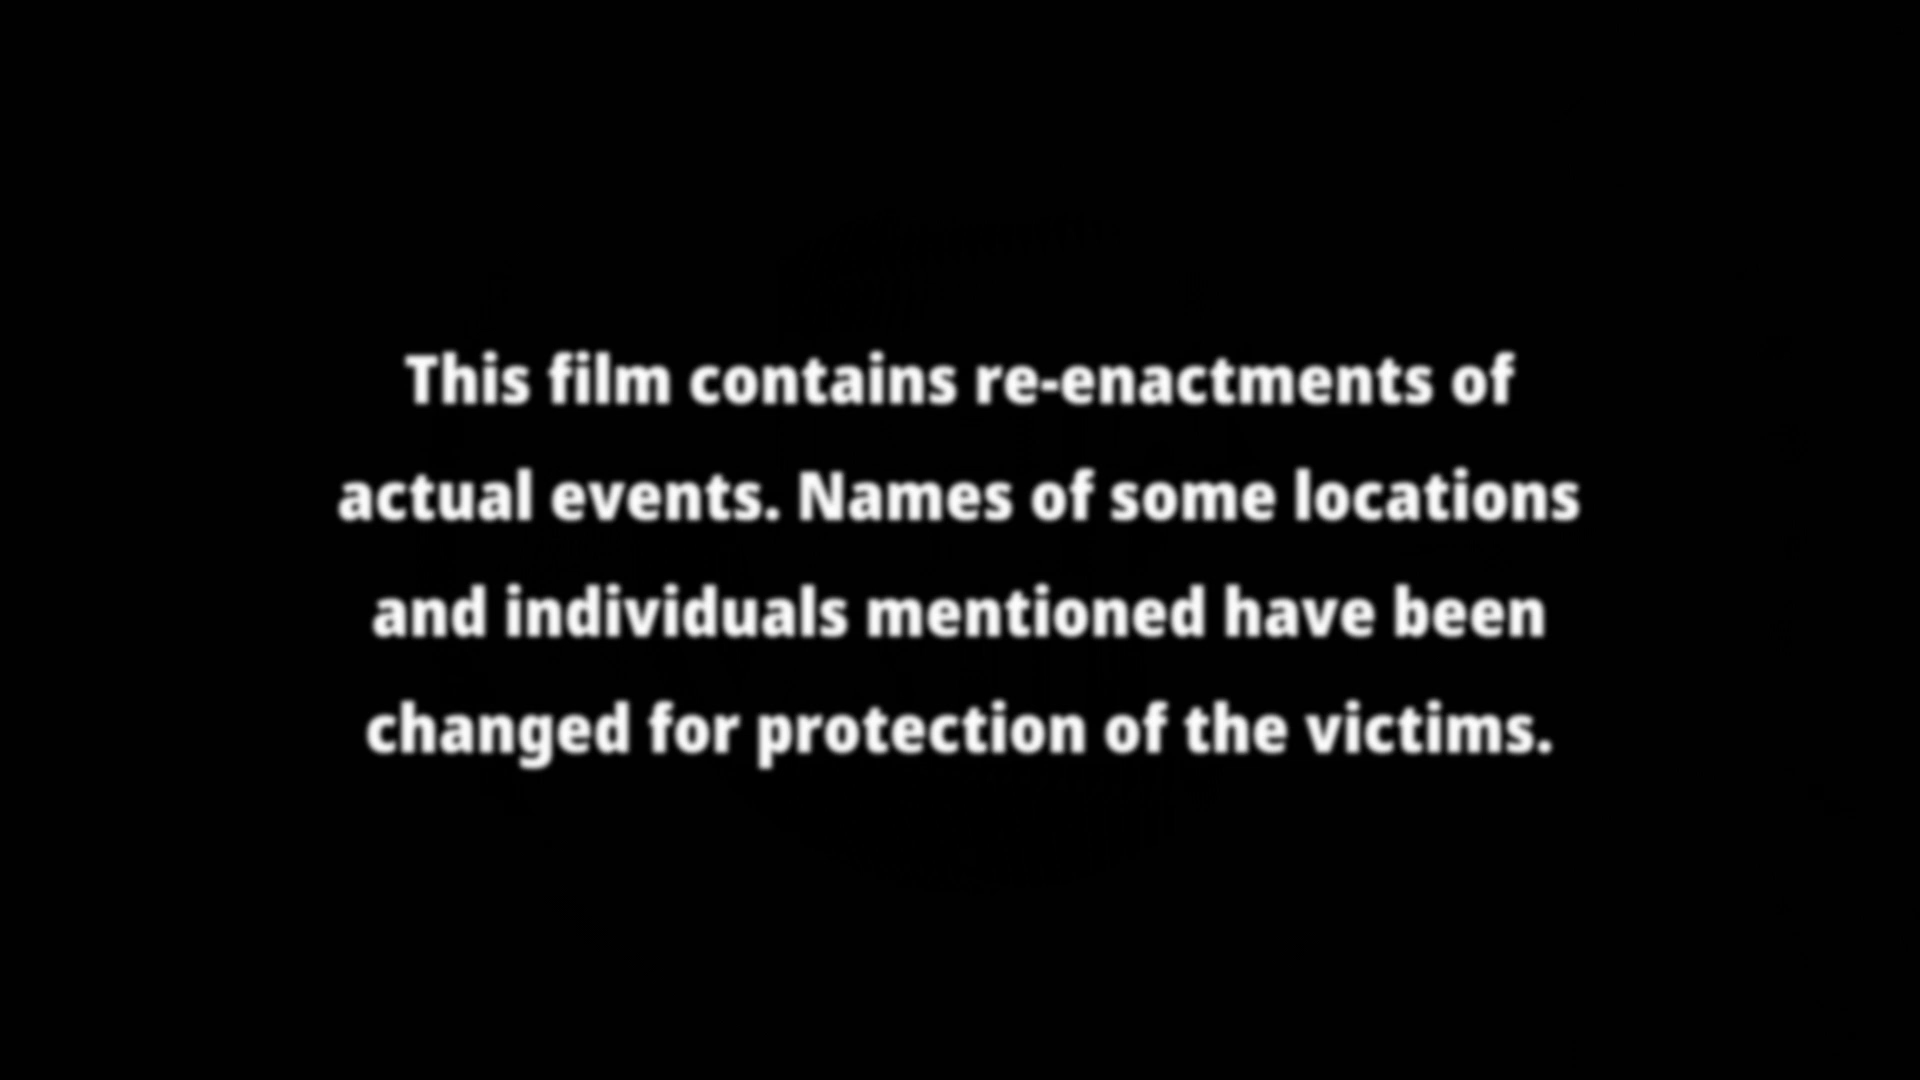 This film contains re-enactments of
actual events. Names of some locations
and individuals mentioned have been
changed for protection of the victims.